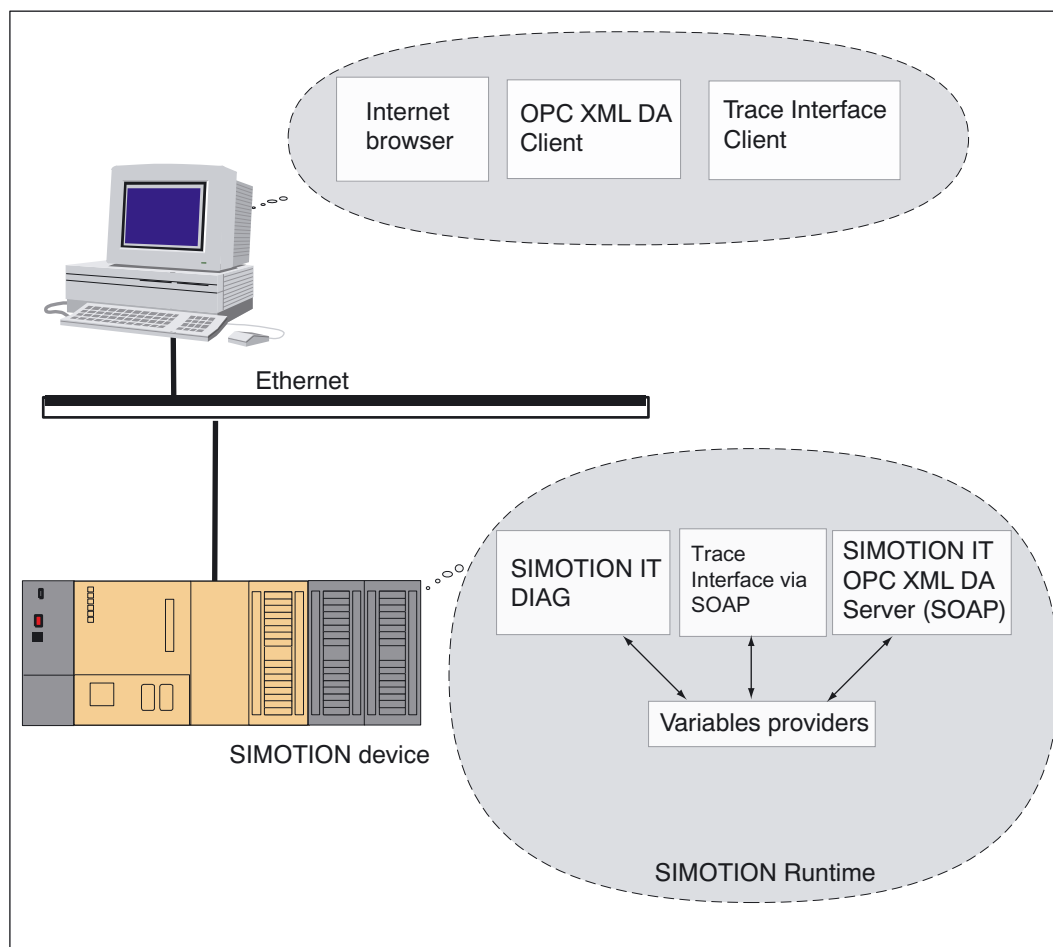 Internet
browser
OPC XML DA
Client
Trace Interface
Client
Ethernet
SIMOTION IT
DIAG
Trace
Interface via
SOAP
SIMOTION IT
OPC XML DA
Server (SOAP)
Variables providers
SIMOTION device
SIMOTION Runtime